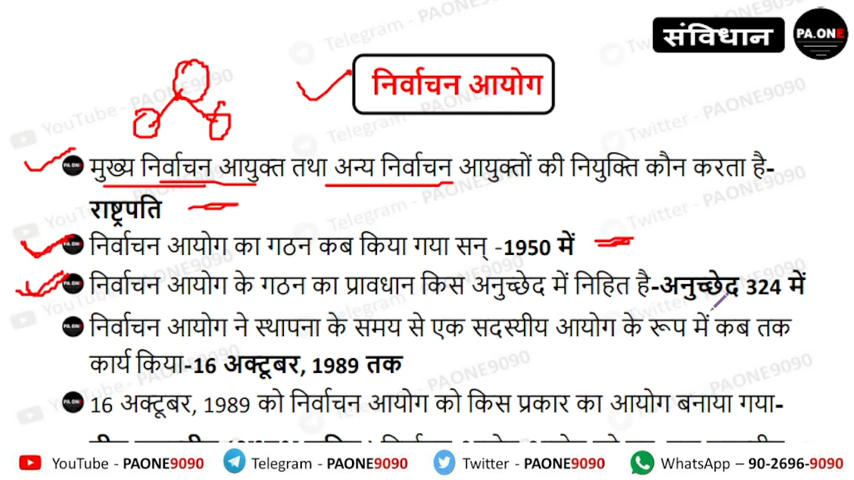 संविधान
PA.ONE
निर्वाचन आयोग
मुख्य निर्वाचन आयुक्त तथा अन्य निर्वाचन आयुक्तों की नियुक्ति कौन करता है-
राष्ट्रपति
निर्वाचन आयोग का गठन कब किया गया सन् -1950 में
निर्वाचन आयोग के गठन का प्रावधान किस अनुच्छेद में निहित है-अनुच्छेद 324 में
निर्वाचन आयोग ने स्थापना के समय से एक सदस्यीय आयोग के रूप में कब तक
कार्य किया-16 अक्टूबर, 1989 तक
16 अक्टूबर, 1989 को निर्वाचन आयोग को किस प्रकार का आयोग बनाया गया-
YouTube - PAONE9090 Telegram - PAONE9090 Twitter - PAONE9090 WhatsApp – 90-2696-9090